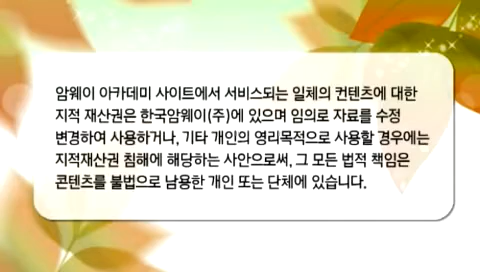 암웨이 아카데미 사이트에서 서비스되는 일체의 컨텐츠에 대한
지적 재산권은 한국암웨이(주)에 있으며 임의로 자료를 수정
변경하여 사용하거나, 기타 개인의 영리목적으로 사용할 경우에는
지적재산권 침해에 해당하는 사안으로써, 그 모든 법적 책임은
콘텐츠를 불법으로 남용한 개인 또는 단체에 있습니다.